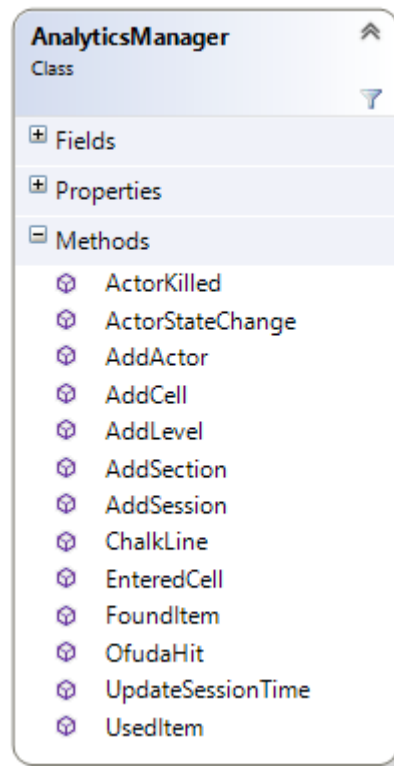 AnalyticsManager
Class
Fields
Properties
Methods
ActorKilled
ActorStateChange
AddActor
AddCell
AddLevel
AddSection
AddSession
ChalkLine
EnteredCell
FoundItem
OfudaHit
UpdateSessionTime
UsedItem